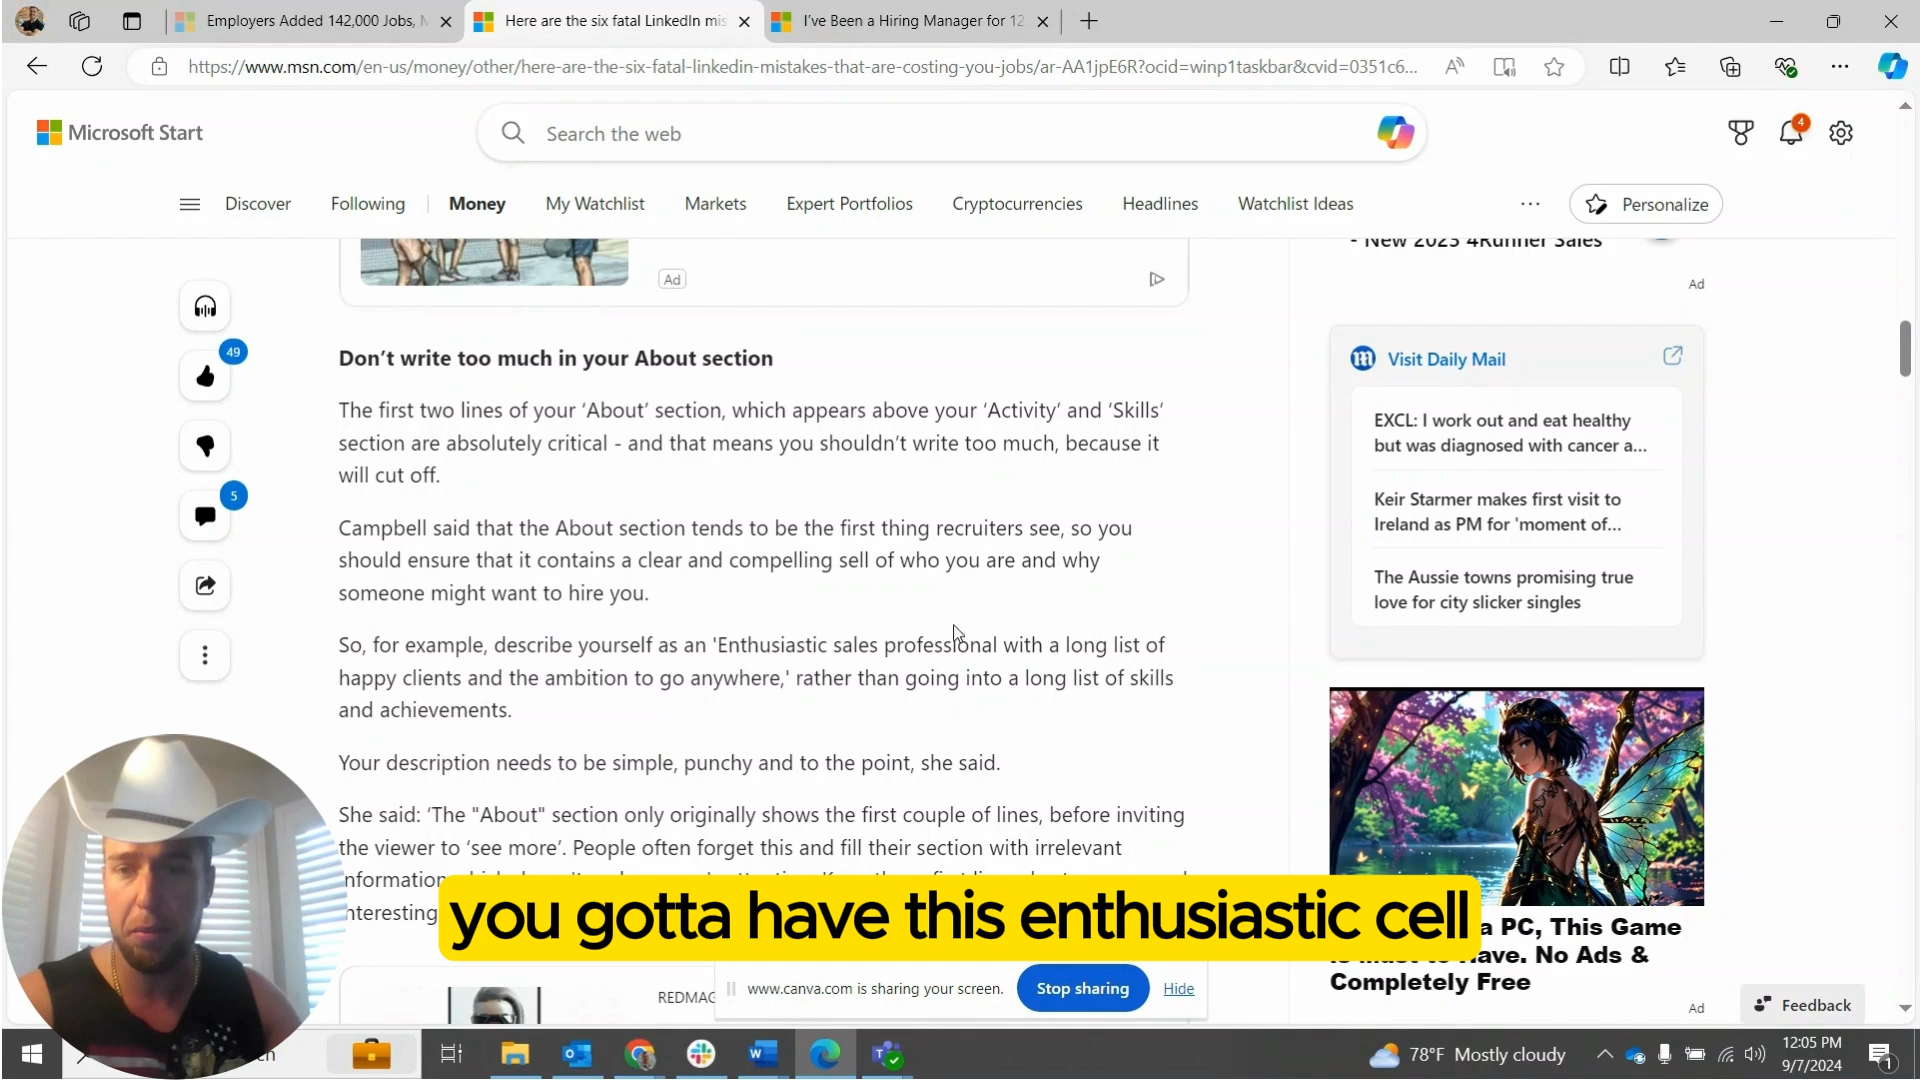 Employers Added 142,000 Jobs,
Here are the six fatal LinkedIn mis
I've Been a Hiring Manager for 12
https://www.msn.com/en-us/money/other/here-are-the-six-fatal-linkedin-mistakes-that-are-costing-you-jobs/ar-AA1jpE6R?ocid=winp1taskbar&cvid=0351c6...
Microsoft Start
Search the web
4
Discover
Following
Money
My Watchlist
Markets
Expert Portfolios
Cryptocurrencies
Headlines
Watchlist Ideas
Personalize
- New 2025 4Runner Sales
Ad
Ad
49
5
Don’t write too much in your About section
The first two lines of your ‘About’ section, which appears above your ‘Activity’ and ‘Skills’
section are absolutely critical - and that means you shouldn’t write too much, because it
will cut off.
Campbell said that the About section tends to be the first thing recruiters see, so you
should ensure that it contains a clear and compelling sell of who you are and why
someone might want to hire you.
So, for example, describe yourself as an 'Enthusiastic sales professional with a long list of
happy clients and the ambition to go anywhere,' rather than going into a long list of skills
and achievements.
Your description needs to be simple, punchy and to the point, she said.
She said: ‘The "About" section only originally shows the first couple of lines, before inviting
the viewer to ‘see more’. People often forget this and fill their section with irrelevant
information
interesting
Visit Daily Mail
EXCL: I work out and eat healthy
but was diagnosed with cancer a...
Keir Starmer makes first visit to
Ireland as PM for 'moment of...
The Aussie towns promising true
love for city slicker singles
a PC, This Game
Have. No Ads &
Completely Free
Ad
you gotta have this enthusiastic cell
REDMAG
www.canva.com is sharing your screen.
Stop sharing
Hide
Feedback
78°F Mostly cloudy
12:05 PM
9/7/2024
1